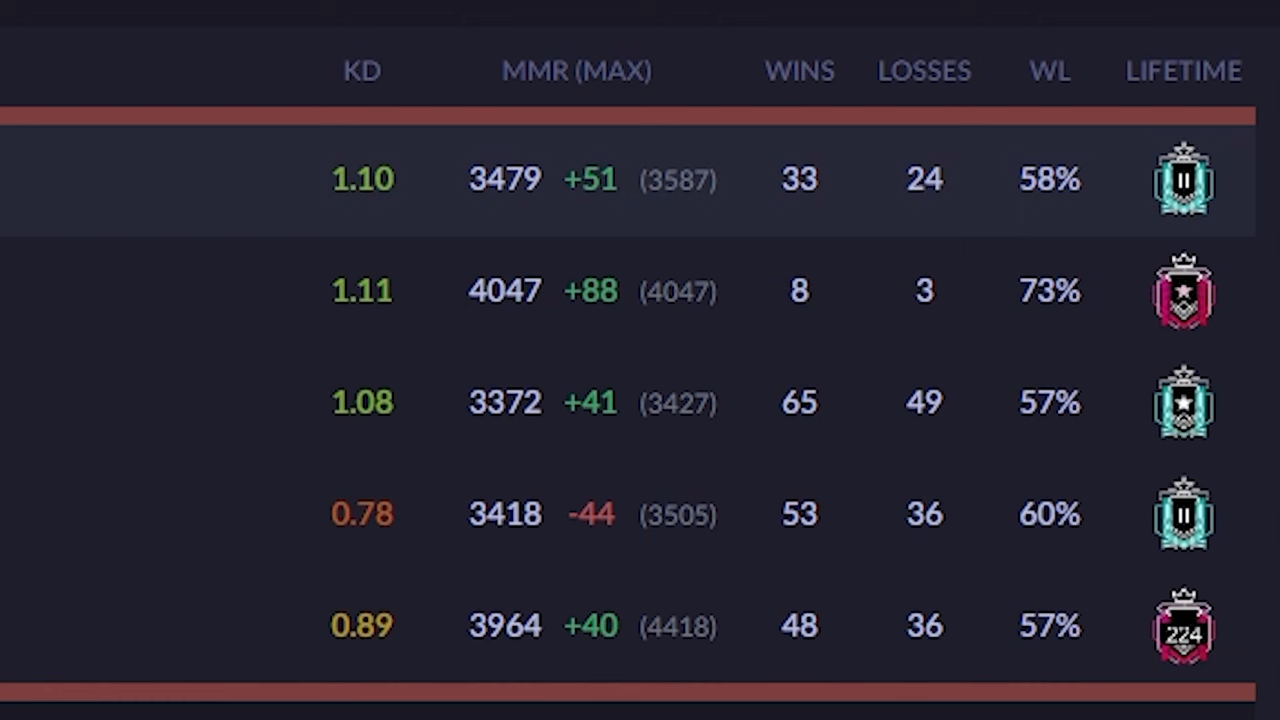 KD MMR (MAX) WINS LOSSES WL LIFETIME
1.10 3479 +51 (3587) 33 24 58% II
1.11 4047 +88 (4047) 8 3 73%
1.08 3372 +41 (3427) 65 49 57%
0.78 3418 -44 (3505) 53 36 60% II
0.89 3964 +40 (4418) 48 36 57% 224